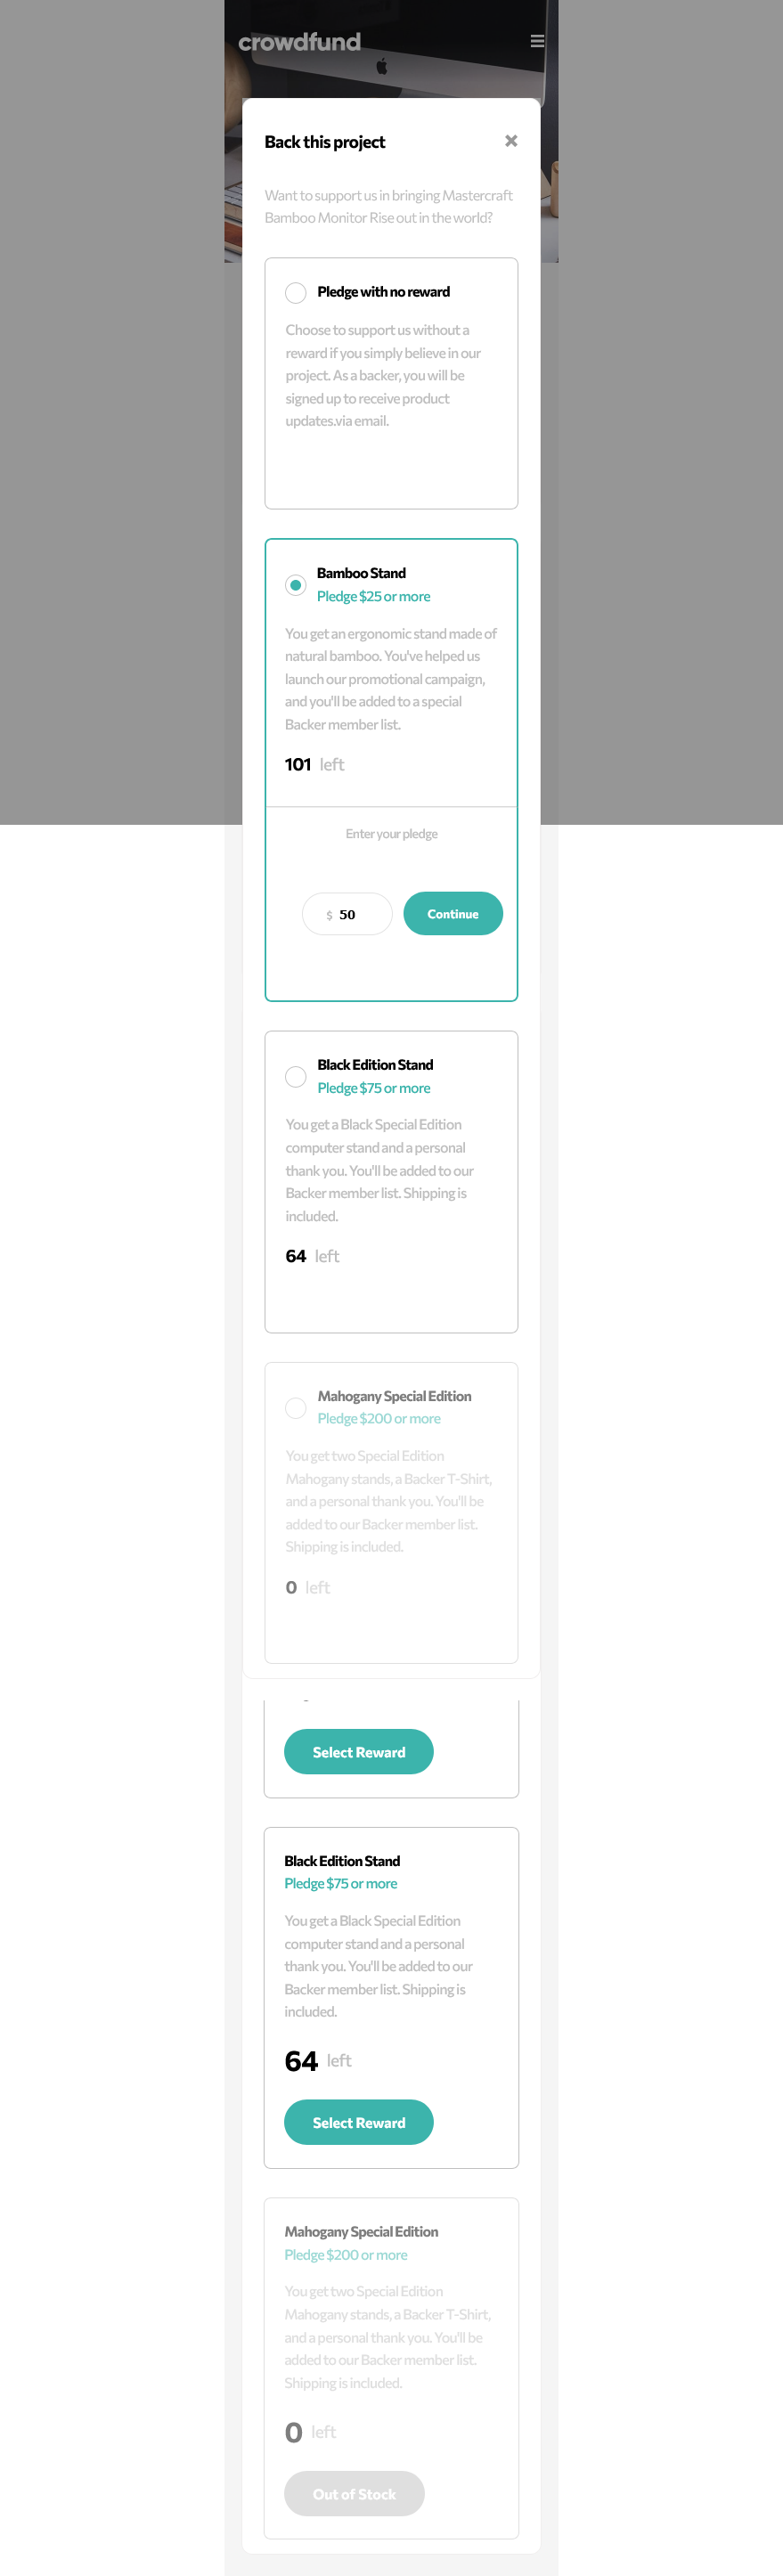 crowdfund
Back this project
Want to support us in bringing Mastercraft
Bamboo Monitor Rise out in the world?
Pledge with no reward
Choose to support us without a
reward if you simply believe in our
project. As a backer, you will be
signed up to receive product
updates.via email.
Bamboo Stand
Pledge $25 or more
You get an ergonomic stand made of
natural bamboo. You've helped us
launch our promotional campaign,
and you'll be added to a special
Backer member list.
101 left
Enter your pledge
$ 50
Continue
Black Edition Stand
Pledge $75 or more
You get a Black Special Edition
computer stand and a personal
thank you. You'll be added to our
Backer member list. Shipping is
included.
64 left
Mahogany Special Edition
Pledge $200 or more
You get two Special Edition
Mahogany stands, a Backer T-Shirt,
and a personal thank you. You'll be
added to our Backer member list.
Shipping is included.
0 left
Select Reward
Black Edition Stand
Pledge $75 or more
You get a Black Special Edition
computer stand and a personal
thank you. You'll be added to our
Backer member list. Shipping is
included.
64 left
Select Reward
Mahogany Special Edition
Pledge $200 or more
You get two Special Edition
Mahogany stands, a Backer T-Shirt,
and a personal thank you. You'll be
added to our Backer member list.
Shipping is included.
0 left
Out of Stock